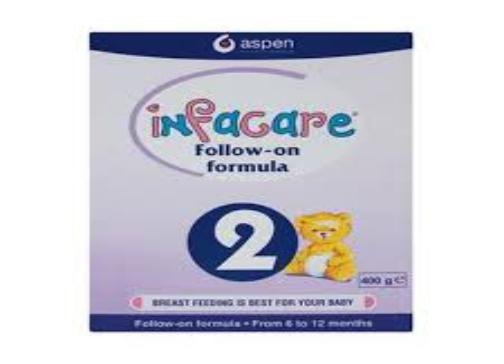 aspen
infacare
Follow-on
formula
2
400 g e
BREAST FEEDING IS BEST FOR YOUR BABY
Follow-on formula • From 6 to 12 months